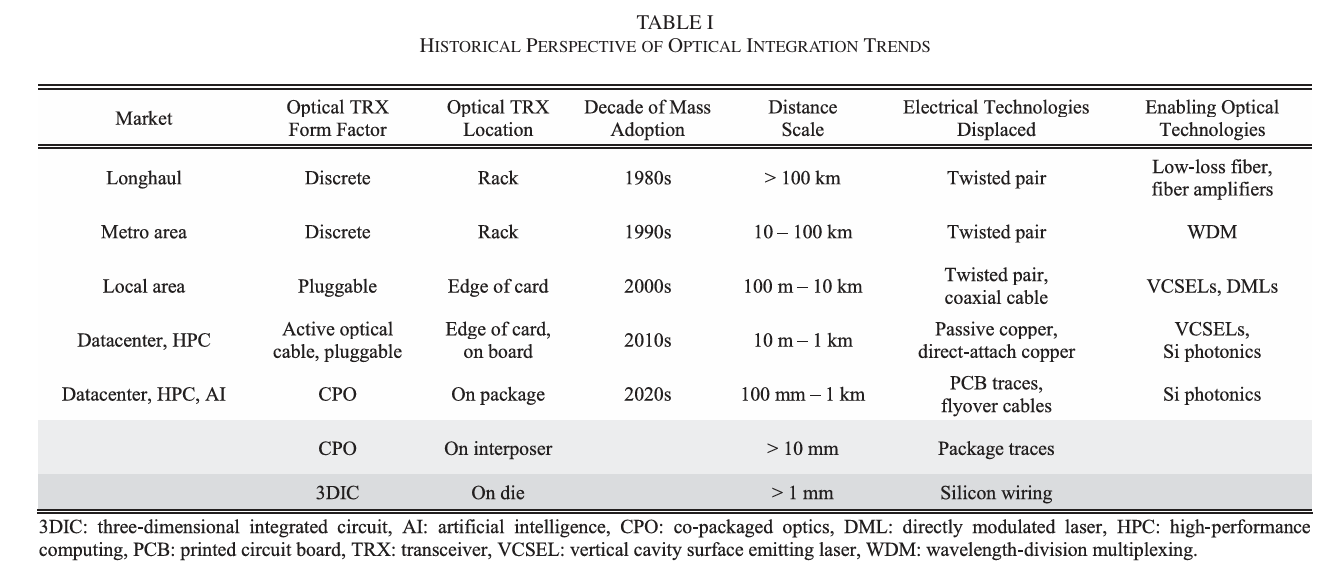 TABLE I
HISTORICAL PERSPECTIVE OF OPTICAL INTEGRATION TRENDS
Market Optical TRX Form Factor Optical TRX Location Decade of Mass Adoption Distance Scale Electrical Technologies Displaced Enabling Optical Technologies
Longhaul Discrete Rack 1980s > 100 km Twisted pair Low-loss fiber, fiber amplifiers
Metro area Discrete Rack 1990s 10 – 100 km Twisted pair WDM
Local area Pluggable Edge of card 2000s 100 m – 10 km Twisted pair, coaxial cable VCSELs, DMLs
Datacenter, HPC Active optical cable, pluggable Edge of card, on board 2010s 10 m – 1 km Passive copper, direct-attach copper VCSELs, Si photonics
Datacenter, HPC, AI CPO On package 2020s 100 mm – 1 km PCB traces, flyover cables Si photonics
CPO On interposer > 10 mm Package traces
3DIC On die > 1 mm Silicon wiring
3DIC: three-dimensional integrated circuit, AI: artificial intelligence, CPO: co-packaged optics, DML: directly modulated laser, HPC: high-performance
computing, PCB: printed circuit board, TRX: transceiver, VCSEL: vertical cavity surface emitting laser, WDM: wavelength-division multiplexing.